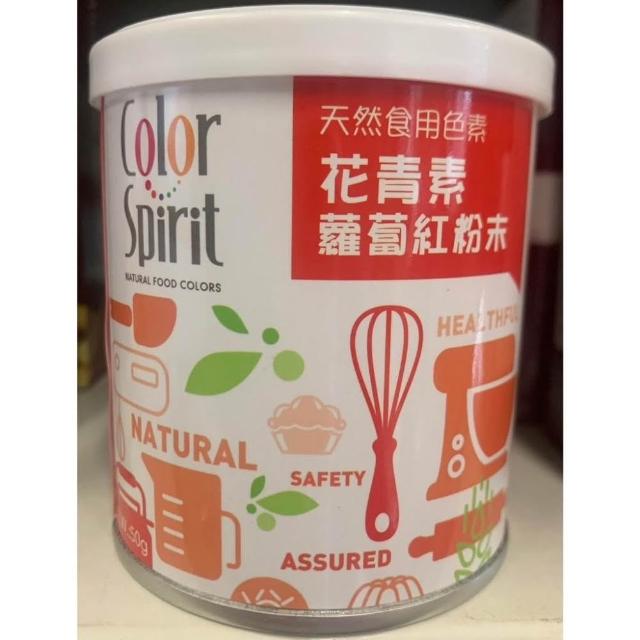 Color
Spirit
NATURAL FOOD COLORS
天然食用色素
花青素
蘿蔔紅粉末
HEALTHFUL
NATURAL
SAFETY
ASSURED
50g